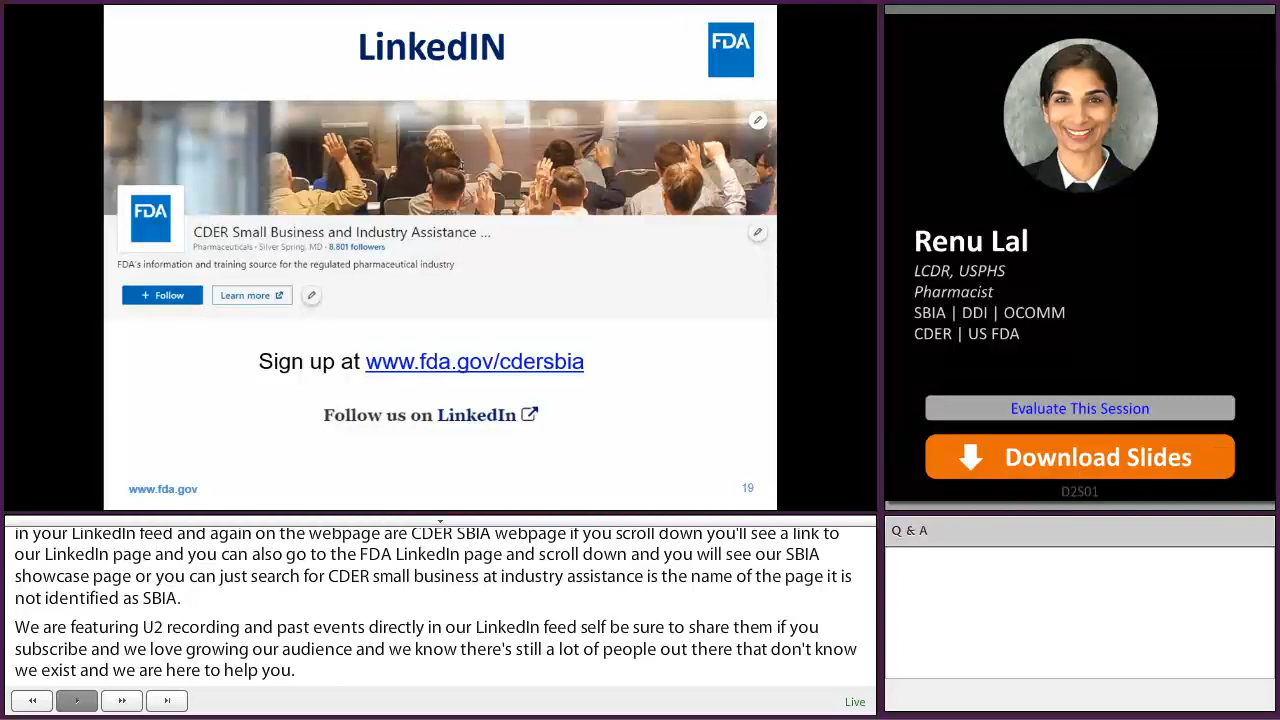 LinkedIN
FDA
FDA
CDER Small Business and Industry Assistance ...
Pharmaceuticals · Silver Spring, MD · 8,801 followers
FDA's information and training source for the regulated pharmaceutical industry
+ Follow
Learn more
Sign up at www.fda.gov/cdersbia
Follow us on LinkedIn
www.fda.gov
19
Renu Lal
LCDR, USPHS
Pharmacist
SBIA | DDI | OCOMM
CDER | US FDA
Evaluate This Session
Download Slides
D2S01
in your LinkedIn feed and again on the webpage are CDER SBIA webpage if you scroll down you'll see a link to
our LinkedIn page and you can also go to the FDA LinkedIn page and scroll down and you will see our SBIA
showcase page or you can just search for CDER small business at industry assistance is the name of the page it is
not identified as SBIA.
We are featuring U2 recording and past events directly in our LinkedIn feed self be sure to share them if you
subscribe and we love growing our audience and we know there's still a lot of people out there that don't know
we exist and we are here to help you.
Live
Q & A